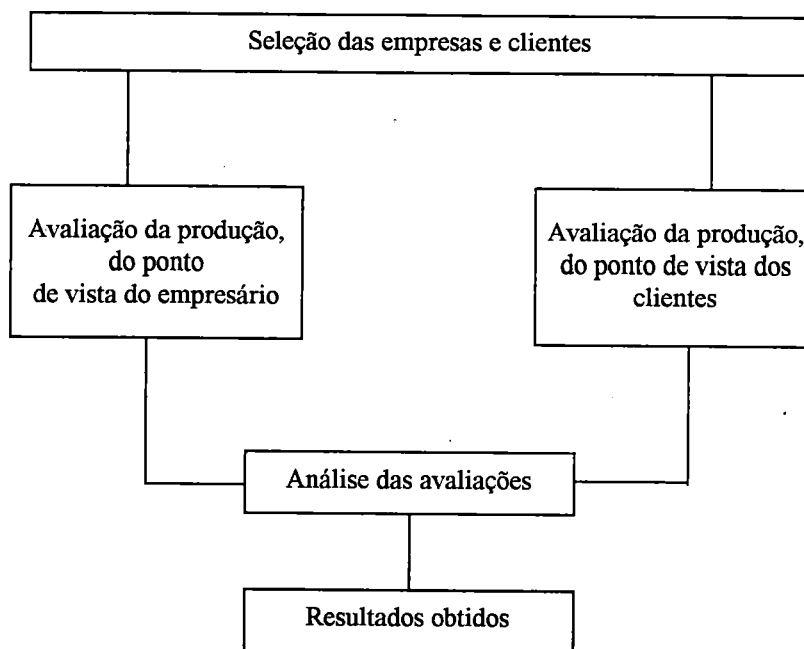 Seleção das empresas e clientes
Avaliação da produção,
do ponto
de vista do empresário
Avaliação da produção,
do ponto de vista dos
clientes
Análise das avaliações
Resultados obtidos